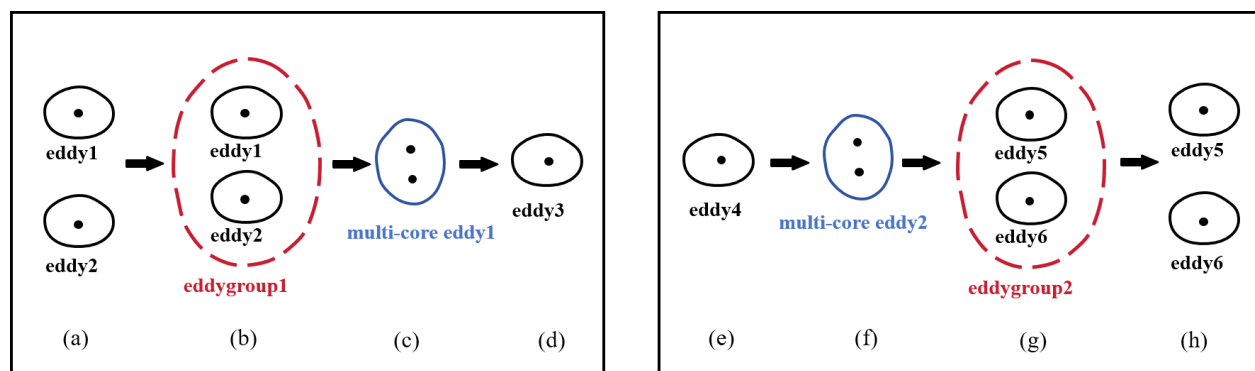 eddy1
eddy2
(a)
eddy1
eddy2
eddygroup1
(b)
multi-core eddy1
(c)
eddy3
(d)
eddy4
(e)
multi-core eddy2
(f)
eddy5
eddy6
eddygroup2
(g)
eddy5
eddy6
(h)